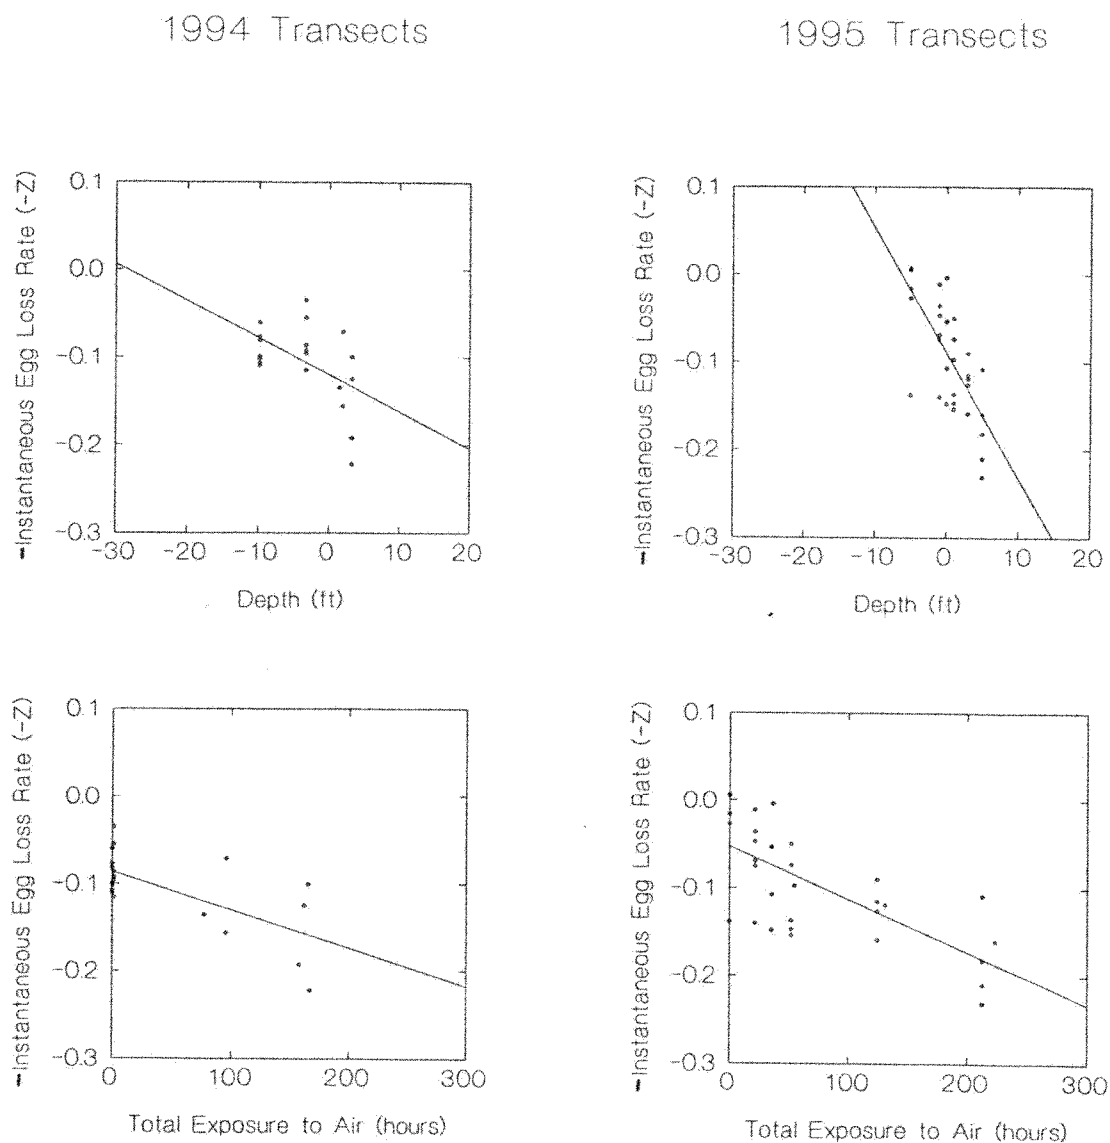 1994 Transects
1995 Transects
-Instantaneous Egg Loss Rate (-Z)
0.1
0.0
-0.1
-0.2
-0.3
-30 -20 -10 0 10 20
Depth (ft)
-Instantaneous Egg Loss Rate (-Z)
0.1
0.0
-0.1
-0.2
-0.3
-30 -20 -10 0 10 20
Depth (ft)
-Instantaneous Egg Loss Rate (-Z)
0.1
0.0
-0.1
-0.2
-0.3
0 100 200 300
Total Exposure to Air (hours)
-Instantaneous Egg Loss Rate (-Z)
0.1
0.0
-0.1
-0.2
-0.3
0 100 200 300
Total Exposure to Air (hours)